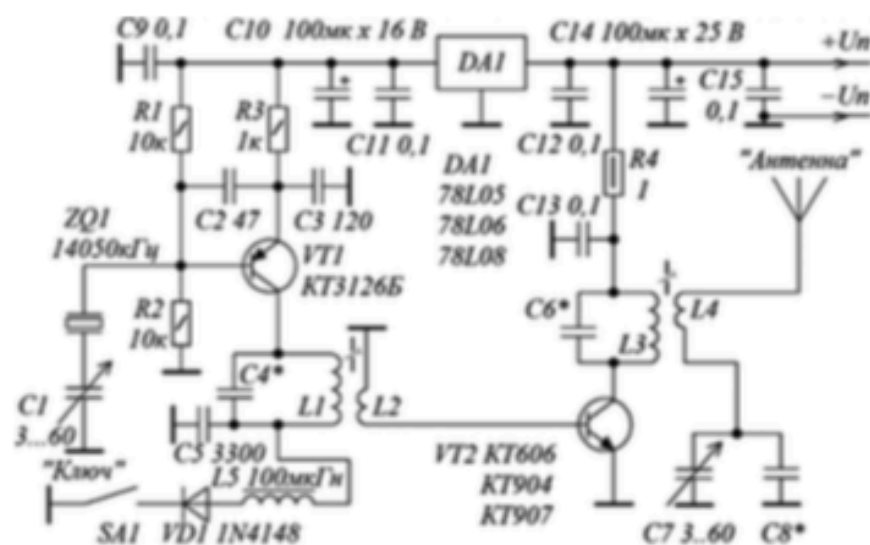 C9 0,1
C10 100мк x 16 В
C14 100мк x 25 В
+Uп
DA1
C15
0,1
−Uп
R1
10к
R3
1к
C11 0,1
C12 0,1
R4
1
"Антенна"
DA1
78L05
78L06
78L08
C2 47
C3 120
C13 0,1
ZQ1
14050кГц
VT1
КТ3126Б
R2
10к
C6*
L3
L4
C4*
L1
L2
C1
3...60
C5 3300
"Ключ"
L5 100мкГн
VT2 КТ606
КТ904
КТ907
SA1
VD1 1N4148
C7 3..60
C8*